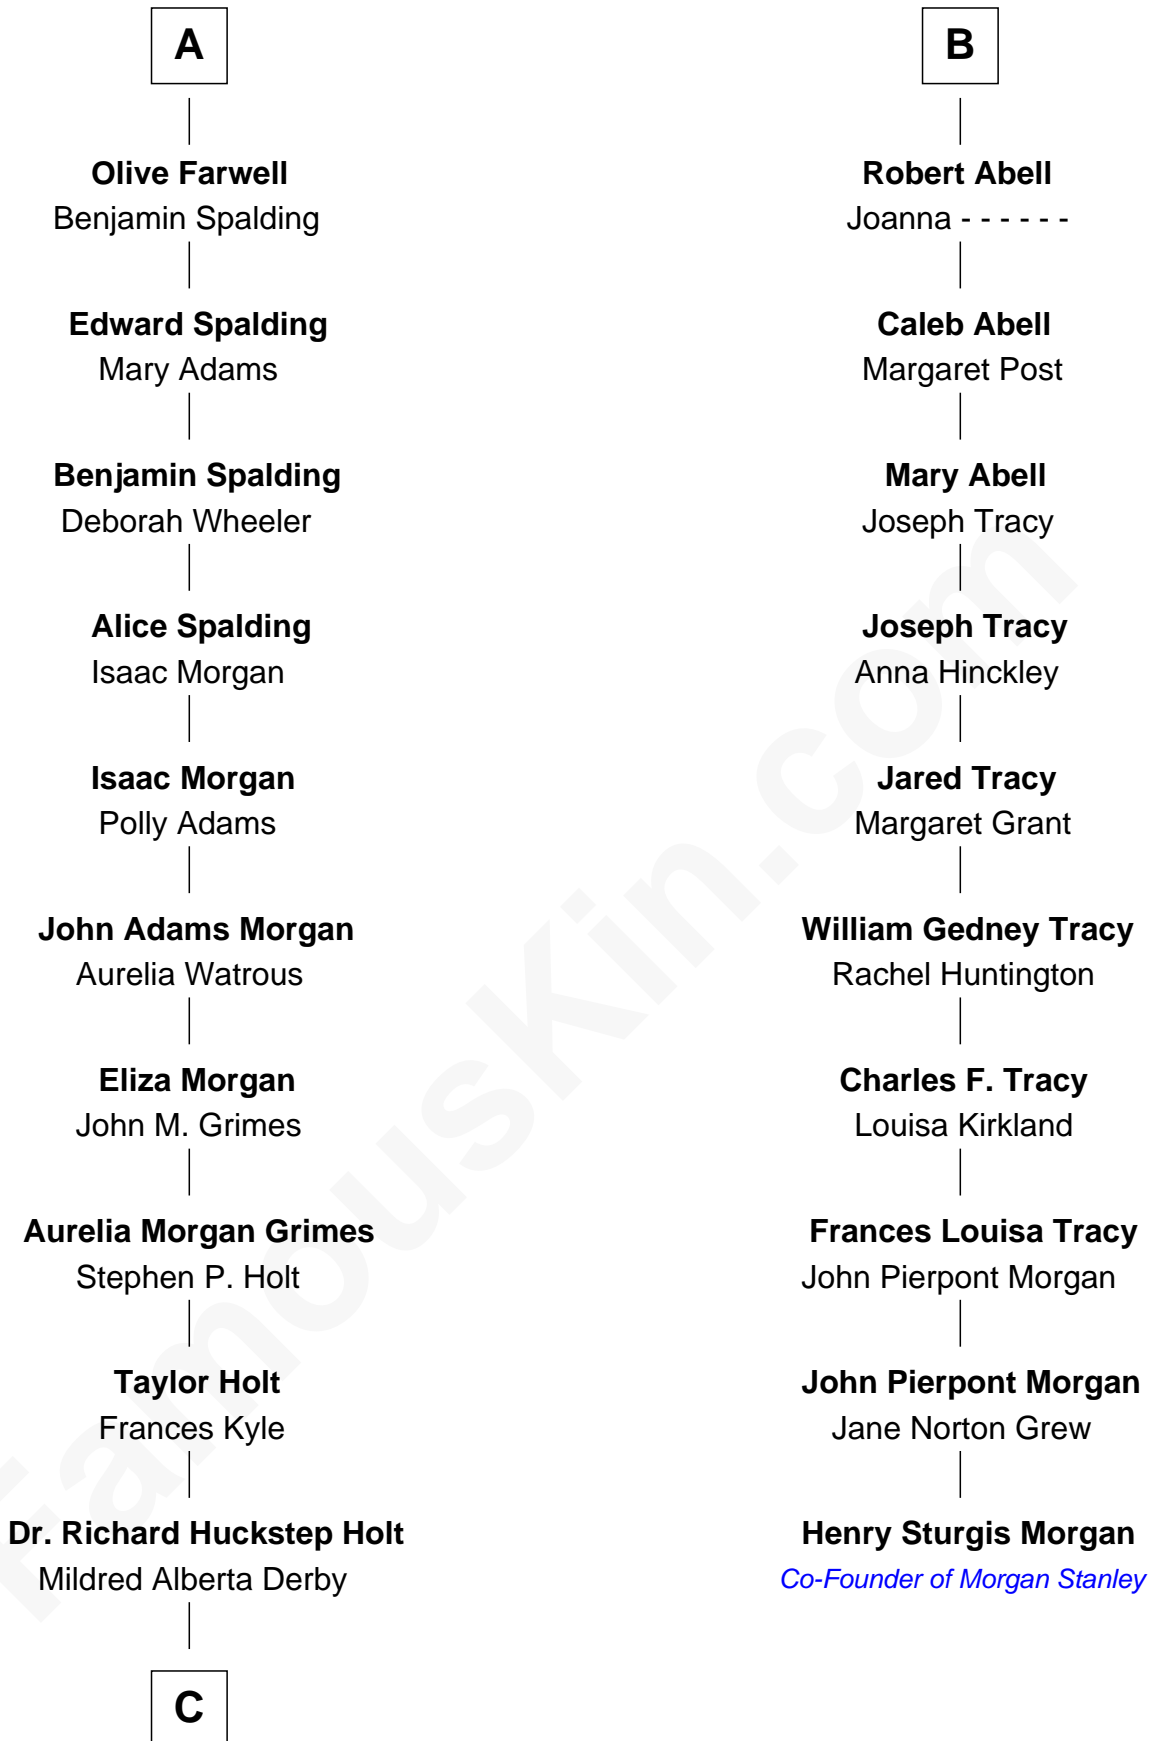 A
Olive Farwell
Benjamin Spalding
Edward Spalding
Mary Adams
Benjamin Spalding
Deborah Wheeler
Alice Spalding
Isaac Morgan
Isaac Morgan
Polly Adams
John Adams Morgan
Aurelia Watrous
Eliza Morgan
John M. Grimes
Aurelia Morgan Grimes
Stephen P. Holt
Taylor Holt
Frances Kyle
Dr. Richard Huckstep Holt
Mildred Alberta Derby
C
B
Robert Abell
Joanna - - - - - -
Caleb Abell
Margaret Post
Mary Abell
Joseph Tracy
Joseph Tracy
Anna Hinckley
Jared Tracy
Margaret Grant
William Gedney Tracy
Rachel Huntington
Charles F. Tracy
Louisa Kirkland
Frances Louisa Tracy
John Pierpont Morgan
John Pierpont Morgan
Jane Norton Grew
Henry Sturgis Morgan
Co-Founder of Morgan Stanley
FamousKin.com